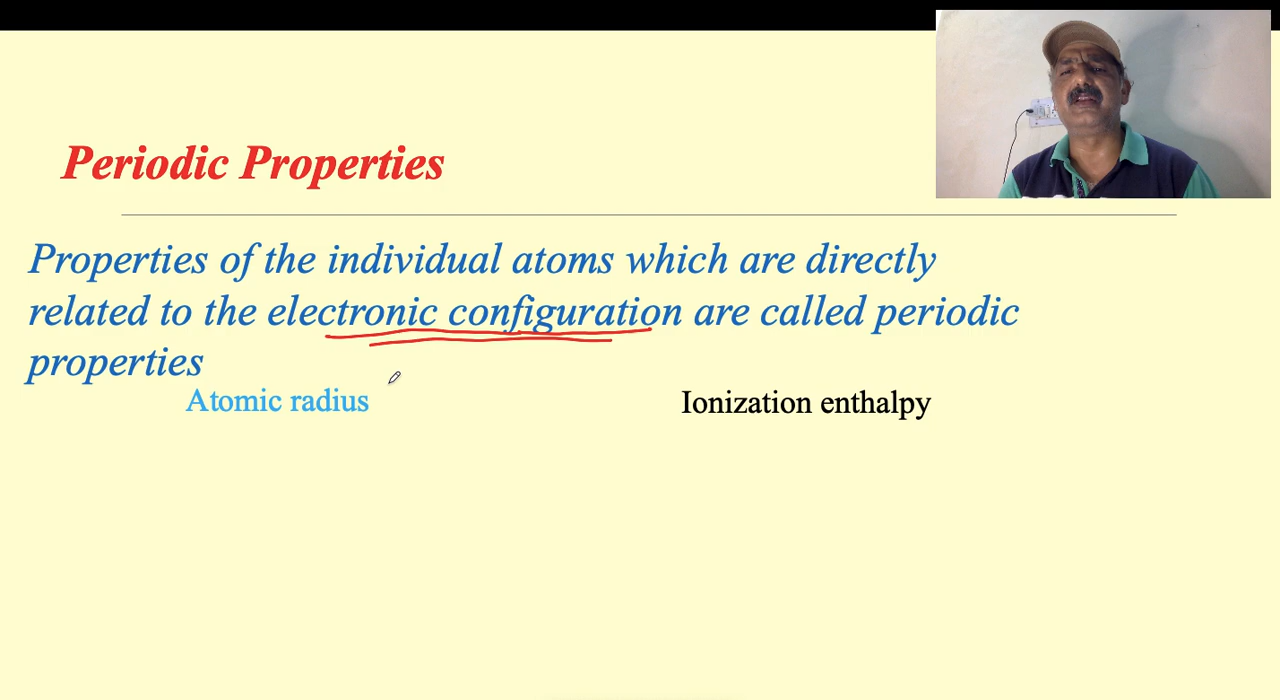 Periodic Properties
Properties of the individual atoms which are directly
related to the electronic configuration are called periodic
properties
Atomic radius
Ionization enthalpy